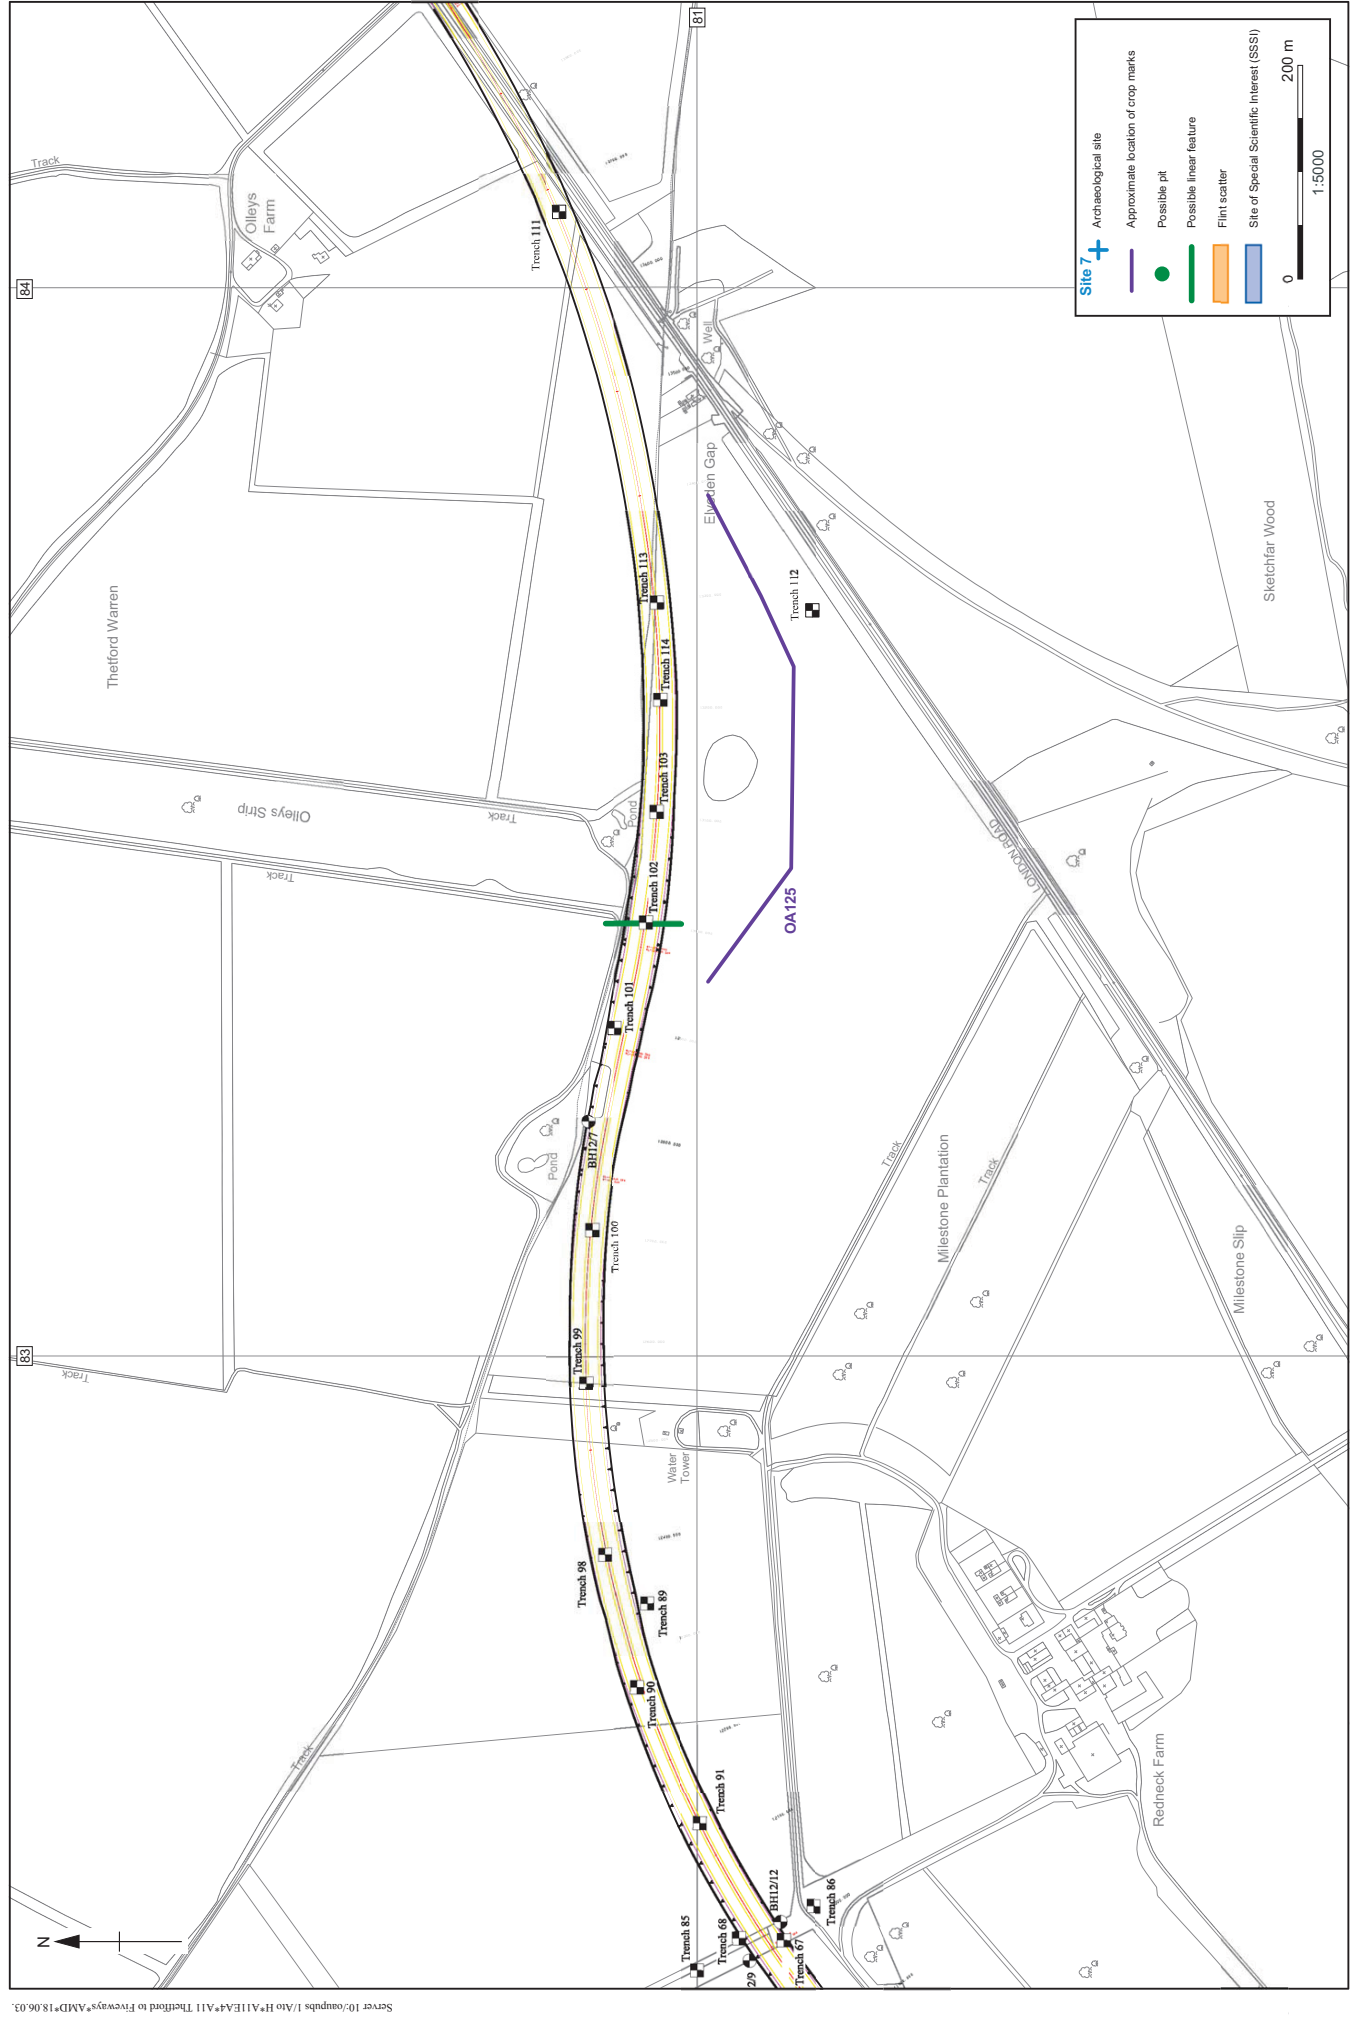 81
84
83
N
Track
Olleys
Farm
Trench 111
Well
Elveden Gap
Thetford Warren
Trench 113
Trench 112
Sketchfar Wood
Trench 114
Trench 103
Pond
Olleys Strip
Track
Track
Trench 102
OA125
LONDON ROAD
Trench 101
BH12/7
Pond
Trench 100
Track
Milestone Plantation
Track
Milestone Slip
Trench 99
Track
Water
Tower
Trench 98
Trench 89
Trench 90
Track
Trench 91
Redneck Farm
BH12/12
Trench 86
Trench 85
Trench 68
2/9
Trench 67
Site 7
Archaeological site
Approximate location of crop marks
Possible pit
Possible linear feature
Flint scatter
Site of Special Scientific Interest (SSSI)
0
200 m
1:5000
Server 10:/oaupubs 1/Ato H*A11EA4*A11 Thetford to Fiveways*AMD*18.06.03.